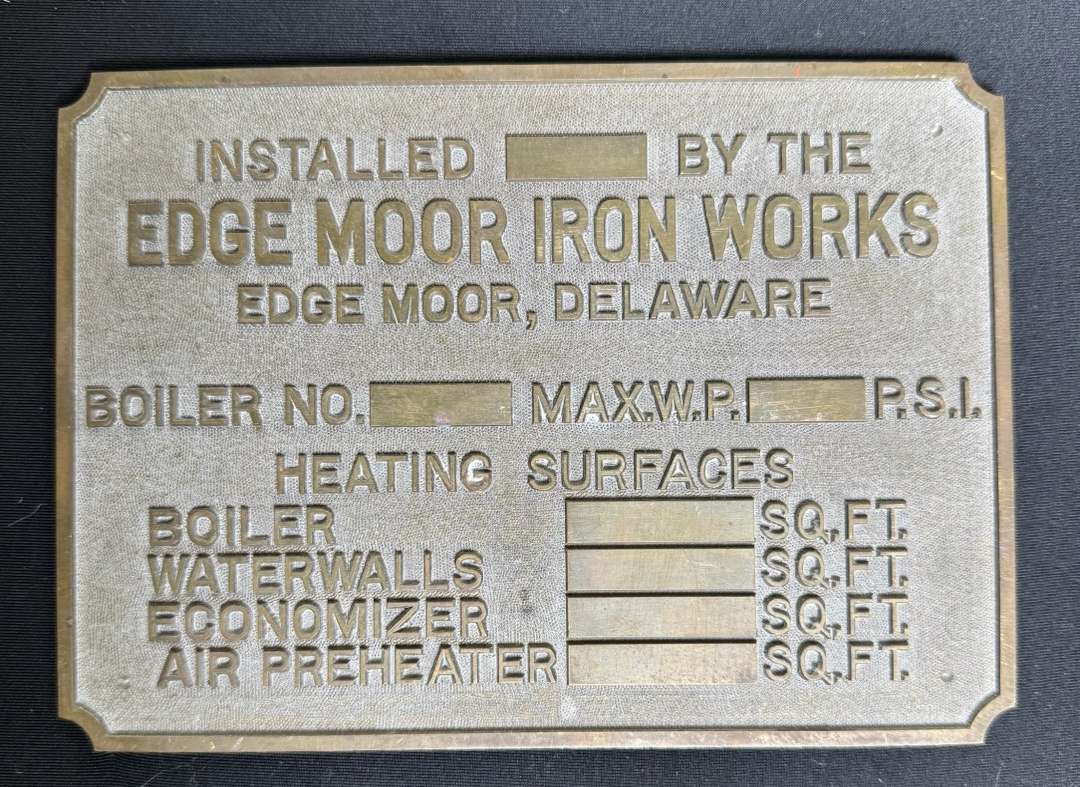 INSTALLED BY THE
EDGE MOOR IRON WORKS
EDGE MOOR, DELAWARE
BOILER NO. MAX.W.P. P.S.I.
HEATING SURFACES
BOILER SQ.FT.
WATERWALLS SQ.FT.
ECONOMIZER SQ.FT.
AIR PREHEATER SQ.FT.